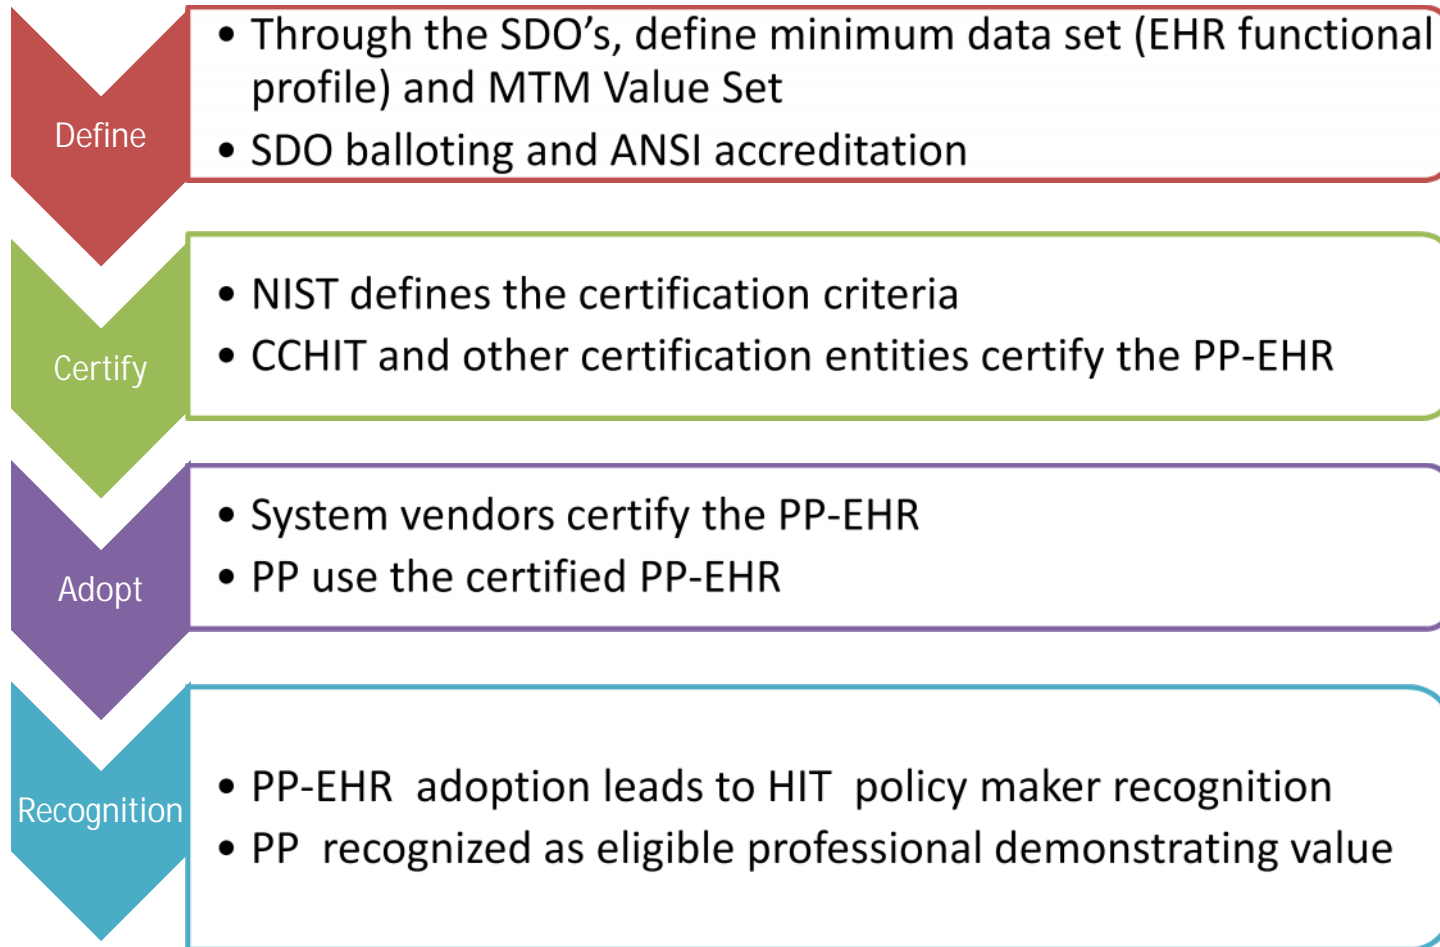 Define
• Through the SDO's, define minimum data set (EHR functional
profile) and MTM Value Set
• SDO balloting and ANSI accreditation
Certify
• NIST defines the certification criteria
• CCHIT and other certification entities certify the PP-EHR
Adopt
• System vendors certify the PP-EHR
• PP use the certified PP-EHR
Recognition
• PP-EHR  adoption leads to HIT  policy maker recognition
• PP  recognized as eligible professional demonstrating value